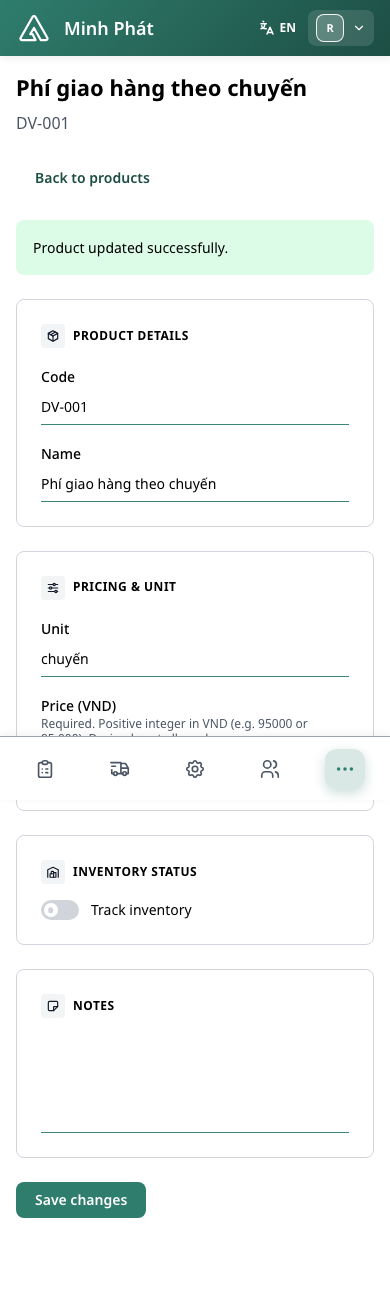 Minh Phát
EN
R
Phí giao hàng theo chuyến
DV-001
Back to products
Product updated successfully.
PRODUCT DETAILS
Code
DV-001
Name
Phí giao hàng theo chuyến
PRICING & UNIT
Unit
chuyến
Price (VND)
Required. Positive integer in VND (e.g. 95000 or
INVENTORY STATUS
Track inventory
NOTES
Save changes